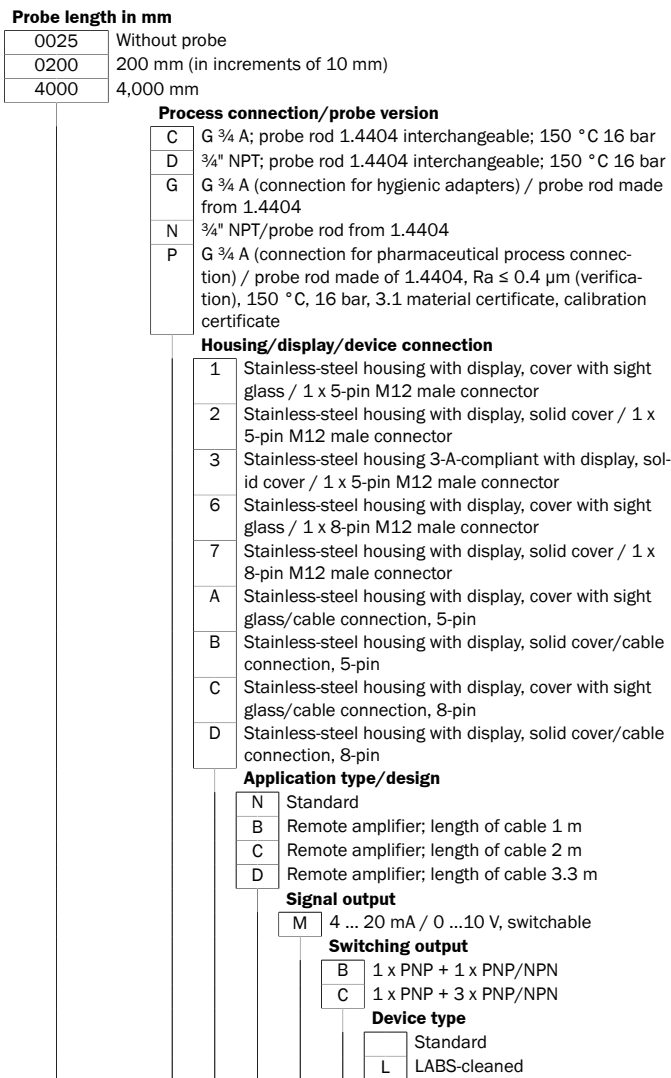 Probe length in mm
0025 Without probe
0200 200 mm (in increments of 10 mm)
4000 4,000 mm
Process connection/probe version
C G ¾ A; probe rod 1.4404 interchangeable; 150 °C 16 bar
D ¾" NPT; probe rod 1.4404 interchangeable; 150 °C 16 bar
G G ¾ A (connection for hygienic adapters) / probe rod made
from 1.4404
N ¾" NPT/probe rod from 1.4404
P G ¾ A (connection for pharmaceutical process connec-
tion) / probe rod made of 1.4404, Ra ≤ 0.4 µm (verifica-
tion), 150 °C, 16 bar, 3.1 material certificate, calibration
certificate
Housing/display/device connection
1 Stainless-steel housing with display, cover with sight
glass / 1 x 5-pin M12 male connector
2 Stainless-steel housing with display, solid cover / 1 x
5-pin M12 male connector
3 Stainless-steel housing 3-A-compliant with display, sol-
id cover / 1 x 5-pin M12 male connector
6 Stainless-steel housing with display, cover with sight
glass / 1 x 8-pin M12 male connector
7 Stainless-steel housing with display, solid cover / 1 x
8-pin M12 male connector
A Stainless-steel housing with display, cover with sight
glass/cable connection, 5-pin
B Stainless-steel housing with display, solid cover/cable
connection, 5-pin
C Stainless-steel housing with display, cover with sight
glass/cable connection, 8-pin
D Stainless-steel housing with display, solid cover/cable
connection, 8-pin
Application type/design
N Standard
B Remote amplifier; length of cable 1 m
C Remote amplifier; length of cable 2 m
D Remote amplifier; length of cable 3.3 m
Signal output
M 4 ... 20 mA / 0 ...10 V, switchable
Switching output
B 1 x PNP + 1 x PNP/NPN
C 1 x PNP + 3 x PNP/NPN
Device type
Standard
L LABS-cleaned